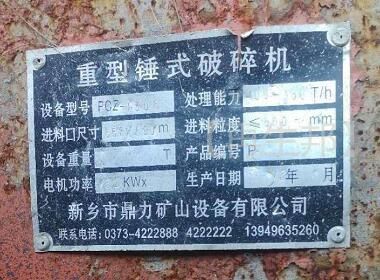 重型锤式破碎机
设备型号 PCZ- 处理能力 T/h
进料口尺寸 m 进料粒度 ≤ mm
设备重量 T 产品编号
电机功率 KWx 生产日期 年 月
新乡市鼎力矿山设备有限公司
联系电话:0373-4222888 4222222 13949635260